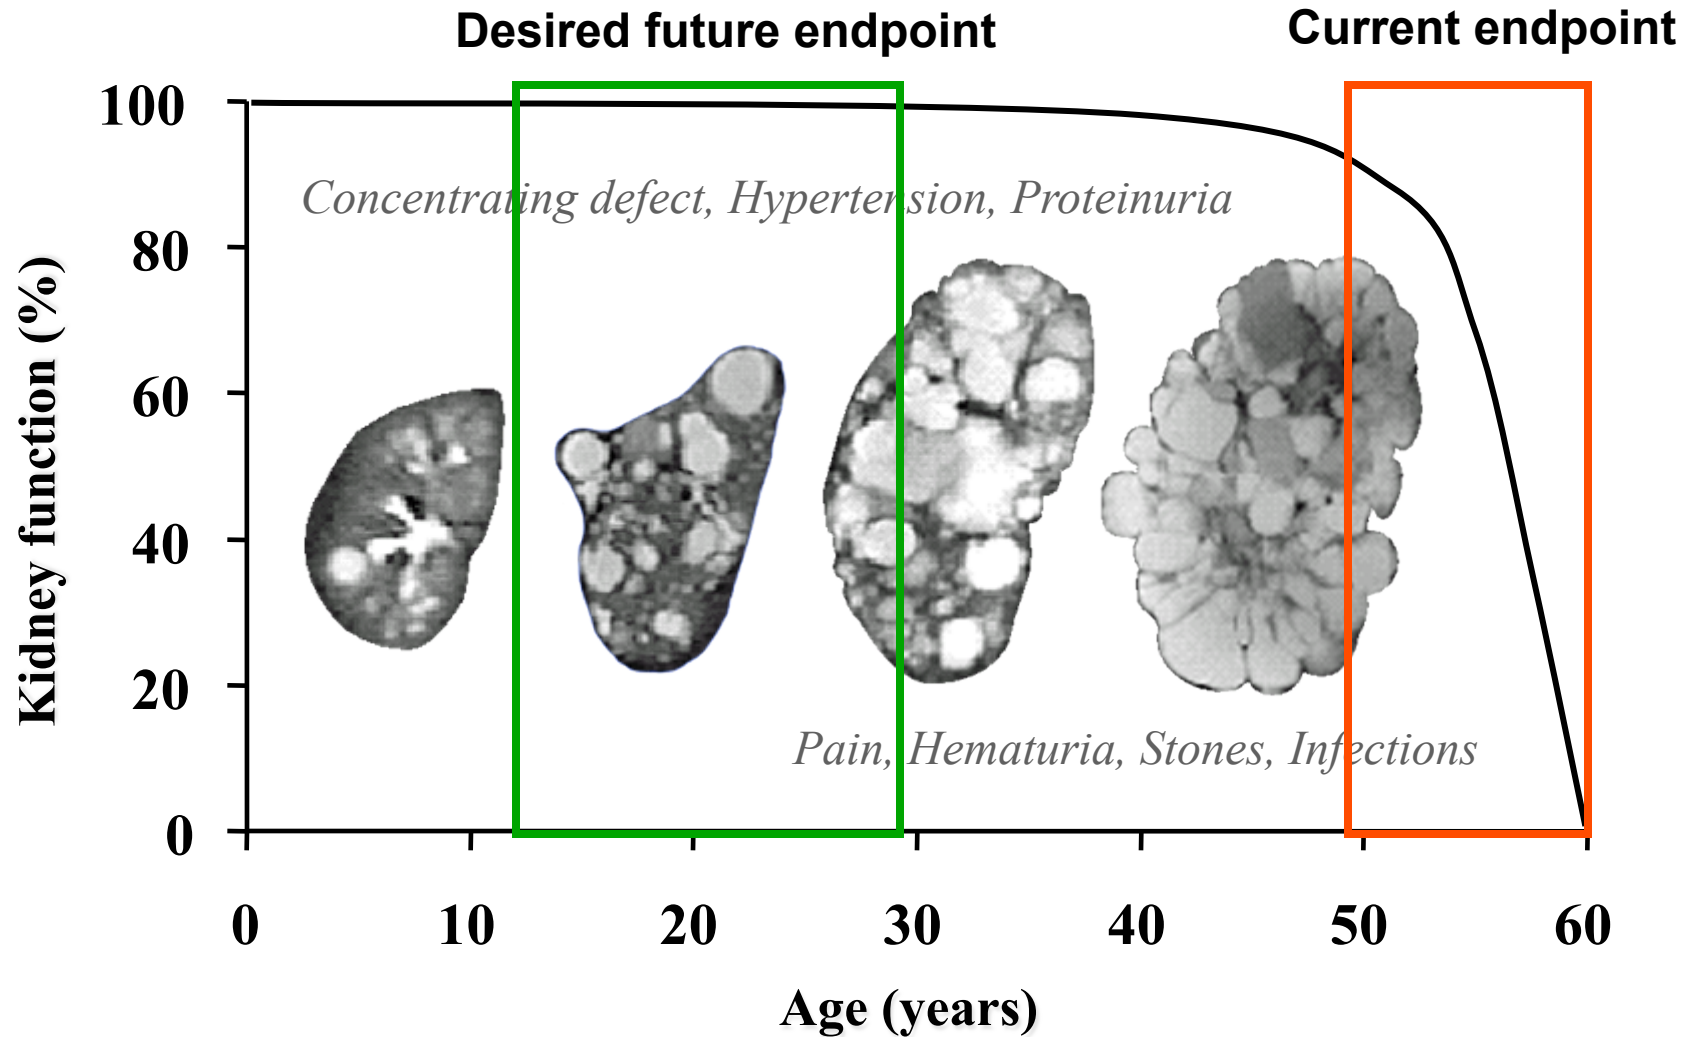 Desired future endpoint
Current endpoint
100
80
60
40
20
0
Kidney function (%)
Concentrating defect, Hypertension, Proteinuria
Pain, Hematuria, Stones, Infections
0
10
20
30
40
50
60
Age (years)